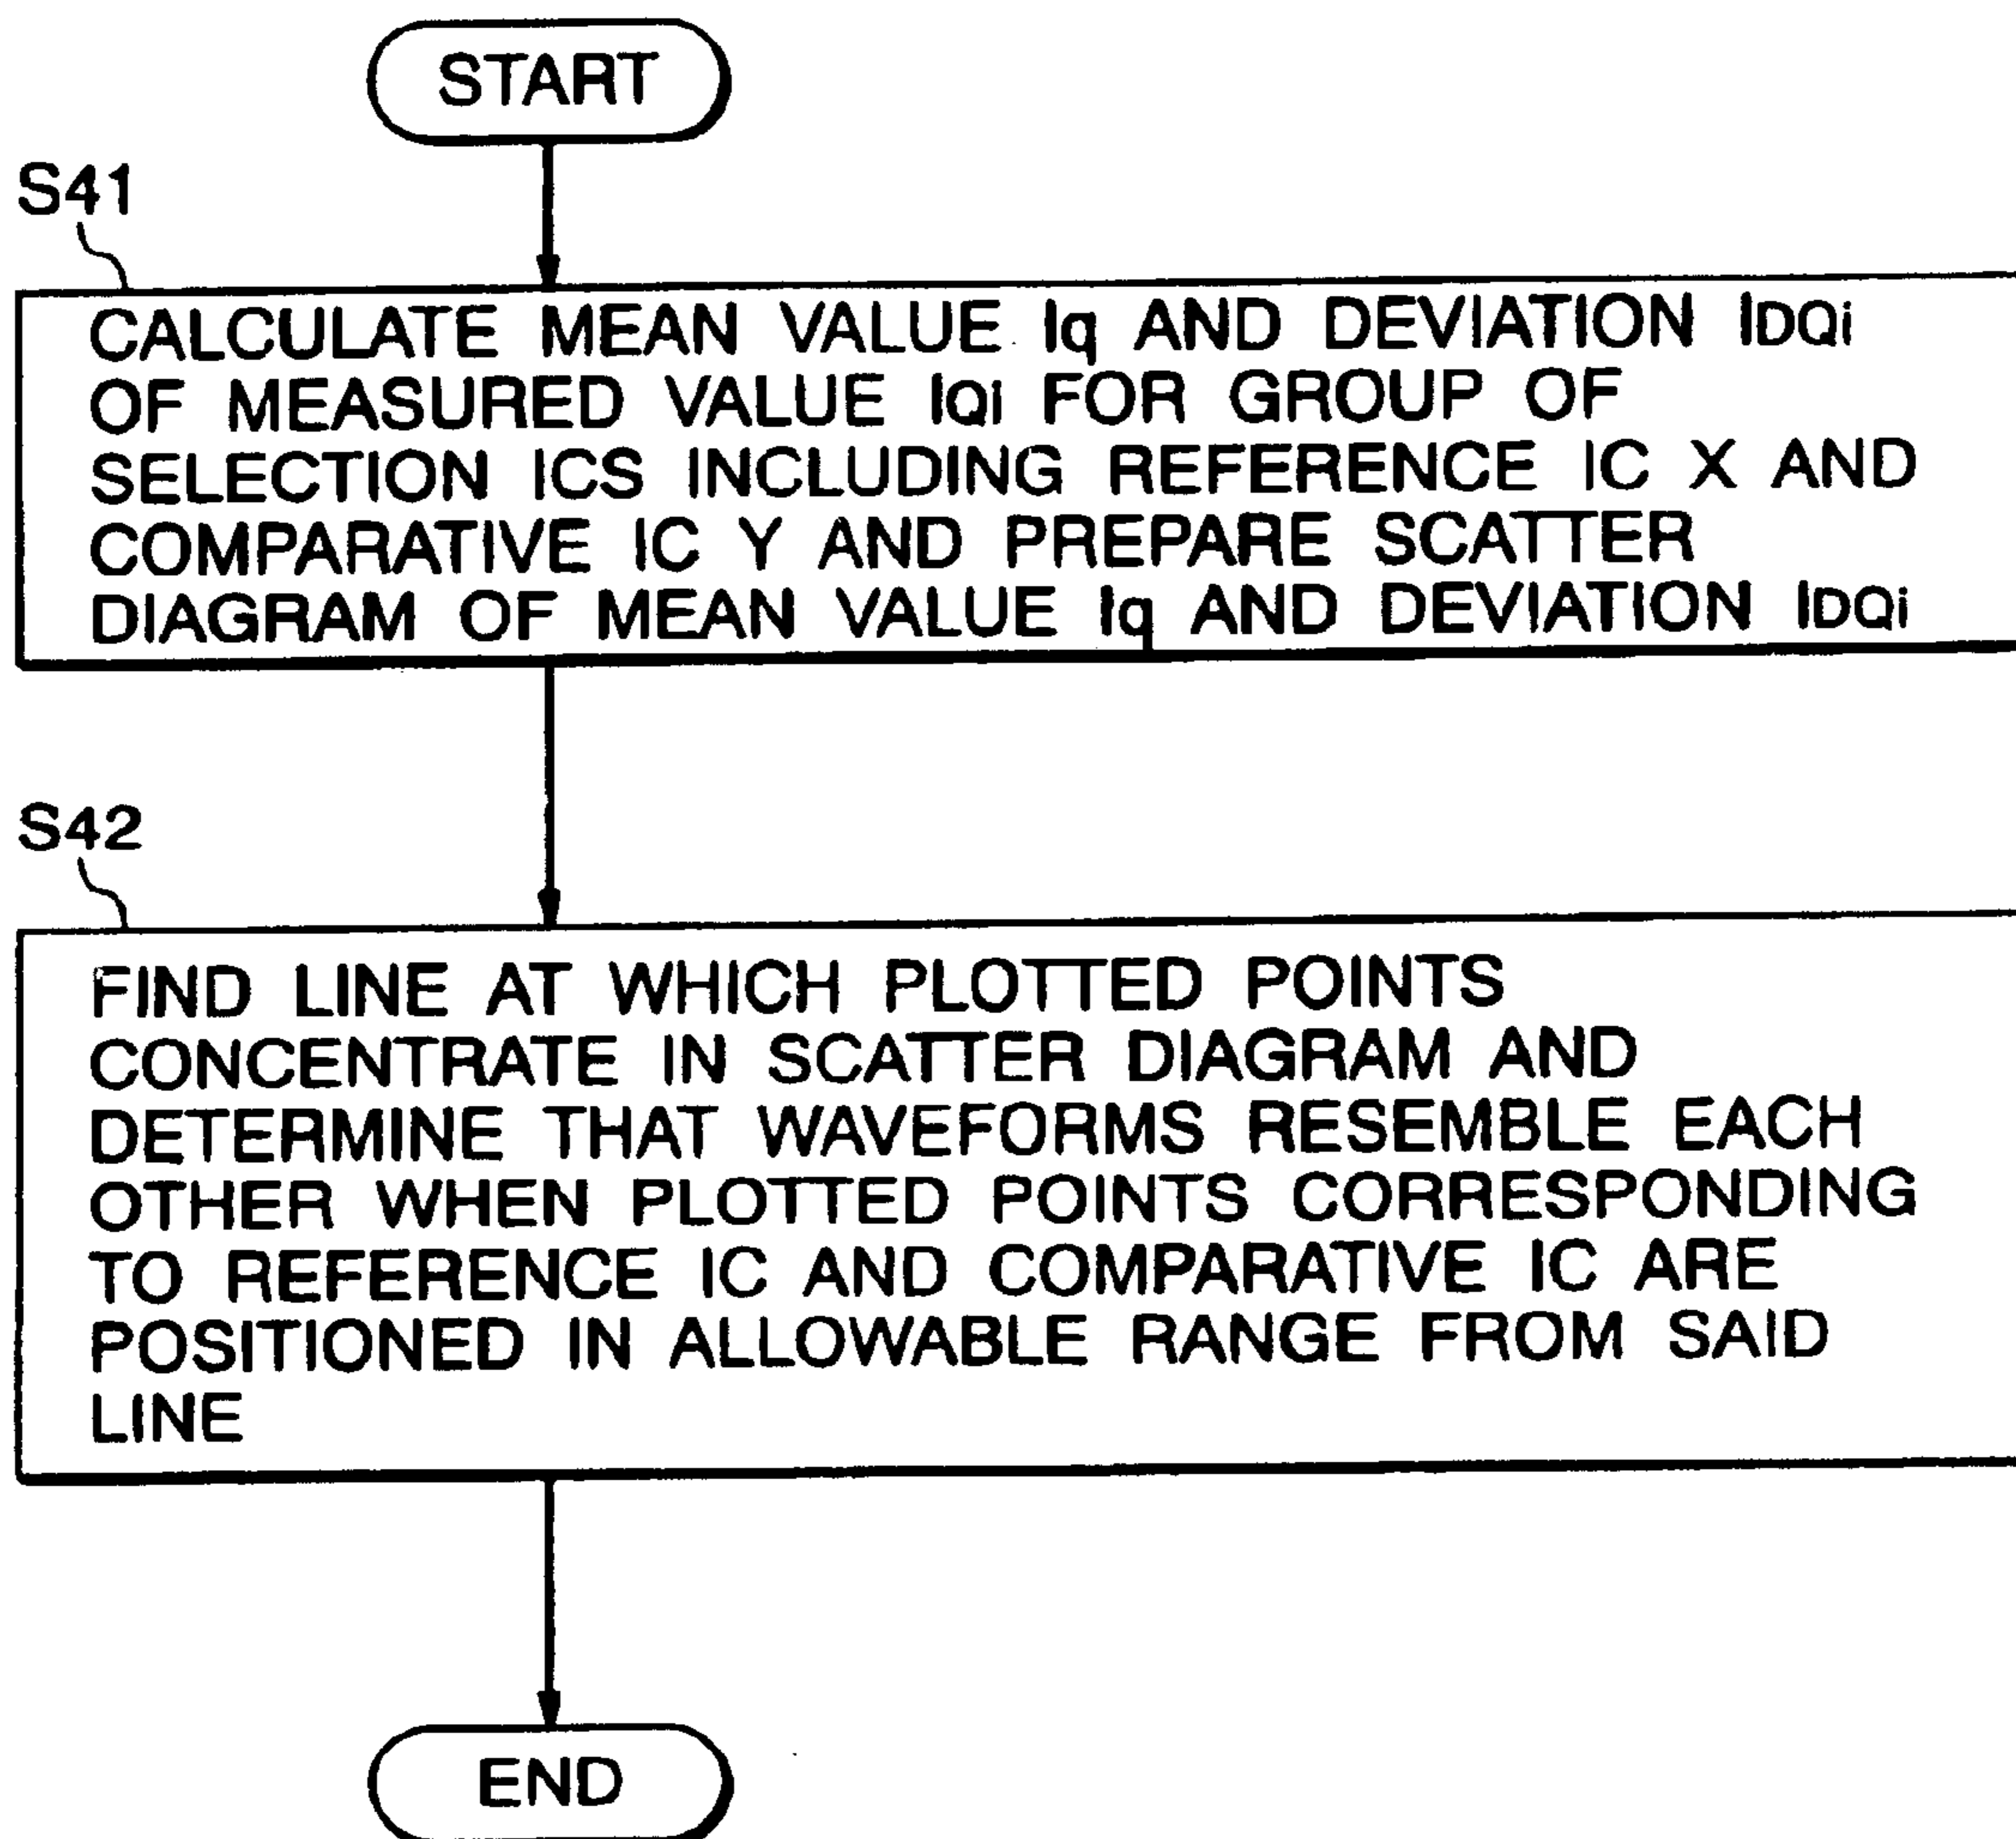 START
S41
CALCULATE MEAN VALUE Iq AND DEVIATION IDQi
OF MEASURED VALUE IQi FOR GROUP OF
SELECTION ICS INCLUDING REFERENCE IC X AND
COMPARATIVE IC Y AND PREPARE SCATTER
DIAGRAM OF MEAN VALUE Iq AND DEVIATION IDQi
S42
FIND LINE AT WHICH PLOTTED POINTS
CONCENTRATE IN SCATTER DIAGRAM AND
DETERMINE THAT WAVEFORMS RESEMBLE EACH
OTHER WHEN PLOTTED POINTS CORRESPONDING
TO REFERENCE IC AND COMPARATIVE IC ARE
POSITIONED IN ALLOWABLE RANGE FROM SAID
LINE
END